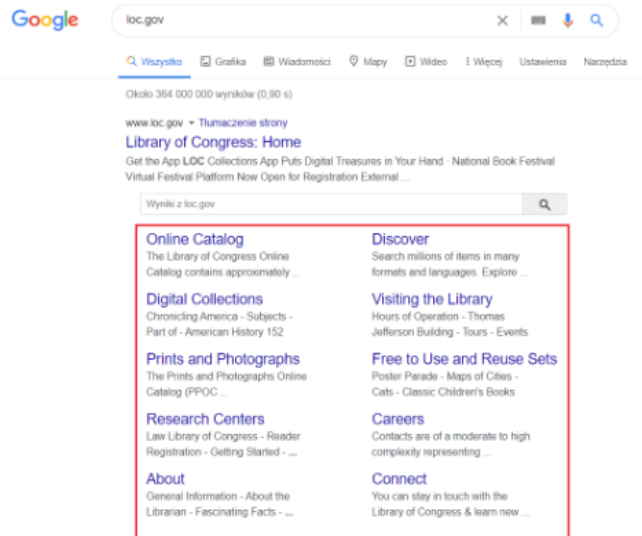 Google
loc.gov
Wszystko Grafika Wiadomości Mapy Wideo Więcej Ustawienia Narzędzia
Około 364 000 000 wyników (0,90 s)
www.loc.gov Tłumaczenie strony
Library of Congress: Home
Get the App LOC Collections App Puts Digital Treasures in Your Hand · National Book Festival
Virtual Festival Platform Now Open for Registration External ...
Wyniki z loc.gov
Online Catalog
The Library of Congress Online
Catalog contains approximately ...
Discover
Search millions of items in many
formats and languages. Explore ...
Digital Collections
Chronicling America - Subjects -
Part of - American History 152
Visiting the Library
Hours of Operation - Thomas
Jefferson Building - Tours - Events
Prints and Photographs
The Prints and Photographs Online
Catalog (PPOC ...
Free to Use and Reuse Sets
Poster Parade - Maps of Cities -
Cats - Classic Children's Books
Research Centers
Law Library of Congress - Reader
Registration - Getting Started - ...
Careers
Contacts are of a moderate to high
complexity representing ...
About
General Information - About the
Librarian - Fascinating Facts - ...
Connect
You can stay in touch with the
Library of Congress & learn new ...